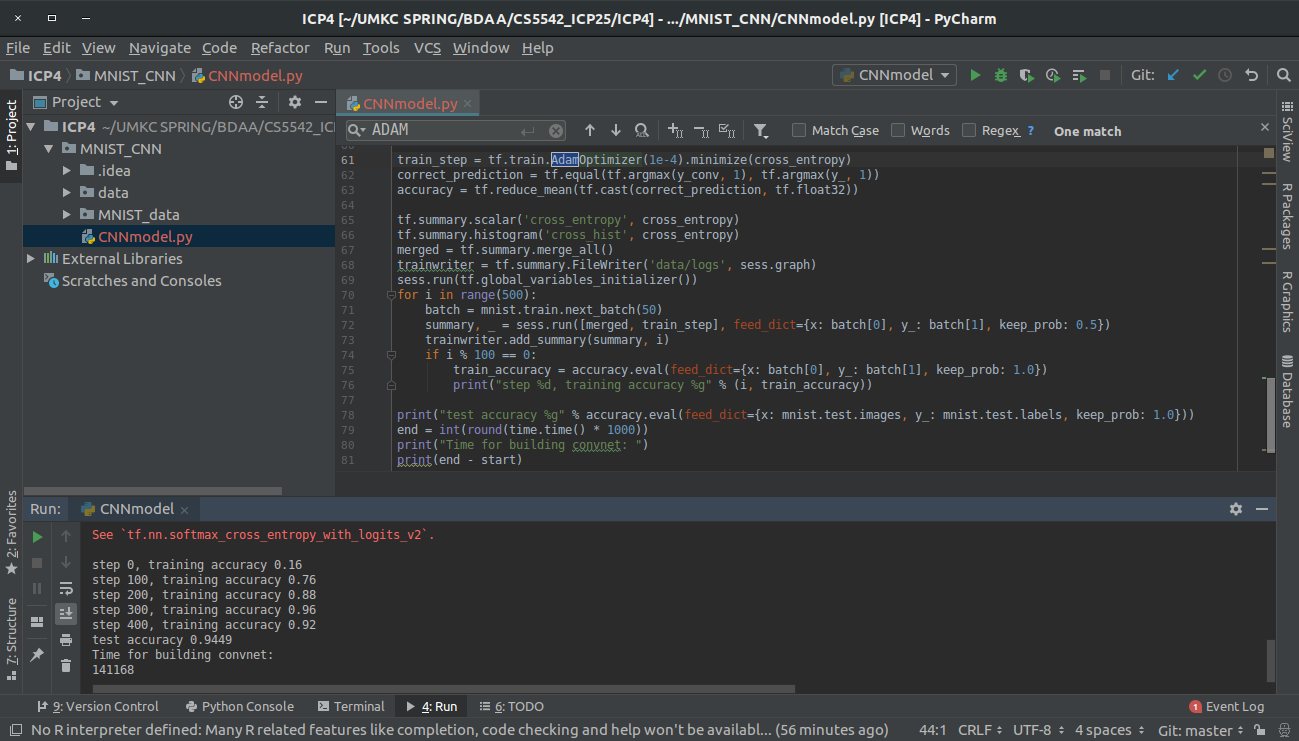 ICP4 [~/UMKC SPRING/BDAA/CS5542_ICP25/ICP4] - .../MNIST_CNN/CNNmodel.py [ICP4] - PyCharm
File Edit View Navigate Code Refactor Run Tools VCS Window Help
ICP4 MNIST_CNN CNNmodel.py CNNmodel Git:
1: Project
Project
ICP4 ~/UMKC SPRING/BDAA/CS5542_IC
MNIST_CNN
.idea
data
MNIST_data
CNNmodel.py
External Libraries
Scratches and Consoles
CNNmodel.py
ADAM Match Case Words Regex ? One match
61 train_step = tf.train.AdamOptimizer(1e-4).minimize(cross_entropy)
62 correct_prediction = tf.equal(tf.argmax(y_conv, 1), tf.argmax(y_, 1))
63 accuracy = tf.reduce_mean(tf.cast(correct_prediction, tf.float32))
64
65 tf.summary.scalar('cross_entropy', cross_entropy)
66 tf.summary.histogram('cross_hist', cross_entropy)
67 merged = tf.summary.merge_all()
68 trainwriter = tf.summary.FileWriter('data/logs', sess.graph)
69 sess.run(tf.global_variables_initializer())
70 for i in range(500):
71 batch = mnist.train.next_batch(50)
72 summary, _ = sess.run([merged, train_step], feed_dict={x: batch[0], y_: batch[1], keep_prob: 0.5})
73 trainwriter.add_summary(summary, i)
74 if i % 100 == 0:
75 train_accuracy = accuracy.eval(feed_dict={x: batch[0], y_: batch[1], keep_prob: 1.0})
76 print("step %d, training accuracy %g" % (i, train_accuracy))
77
78 print("test accuracy %g" % accuracy.eval(feed_dict={x: mnist.test.images, y_: mnist.test.labels, keep_prob: 1.0}))
79 end = int(round(time.time() * 1000))
80 print("Time for building convnet: ")
81 print(end - start)
SciView
R Packages
R Graphics
Database
2: Favorites
7: Structure
Run: CNNmodel
See `tf.nn.softmax_cross_entropy_with_logits_v2`.
step 0, training accuracy 0.16
step 100, training accuracy 0.76
step 200, training accuracy 0.88
step 300, training accuracy 0.96
step 400, training accuracy 0.92
test accuracy 0.9449
Time for building convnet:
141168
9: Version Control Python Console Terminal 4: Run 6: TODO 1 Event Log
No R interpreter defined: Many R related features like completion, code checking and help won't be availabl... (56 minutes ago) 44:1 CRLF UTF-8 4 spaces Git: master